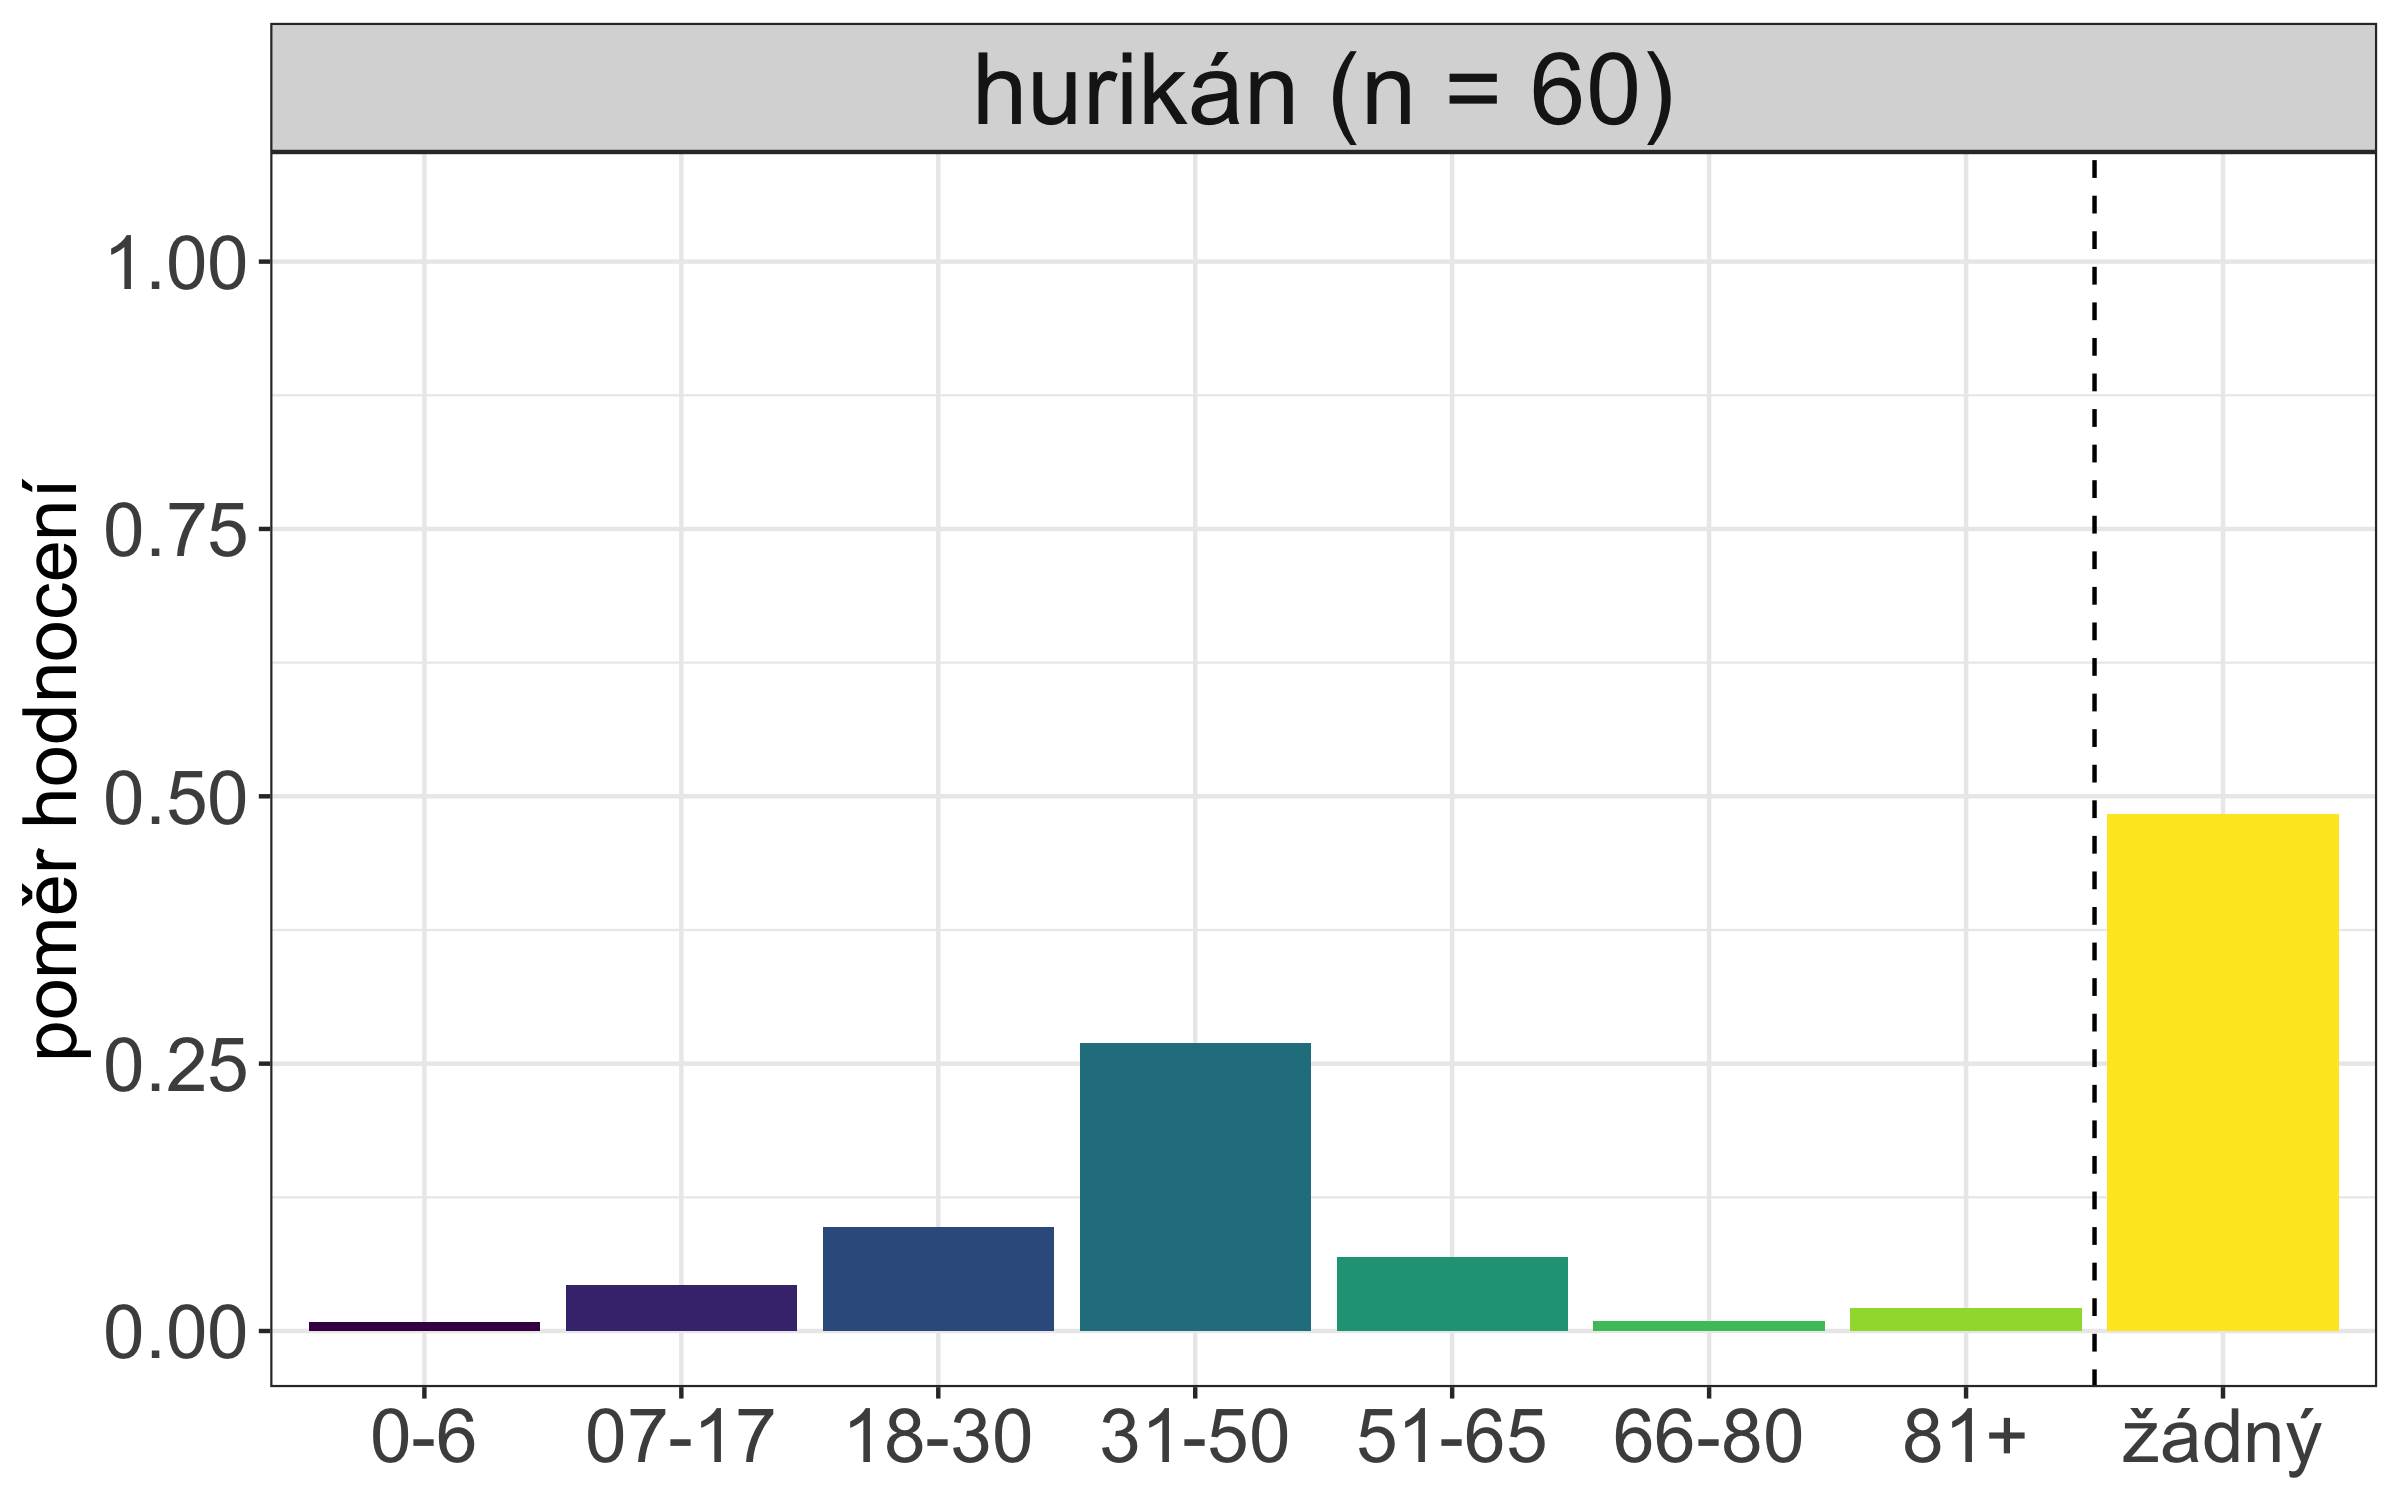 hurikán (n = 60)
poměr hodnocení
1.00
0.75
0.50
0.25
0.00
0-6 07-17 18-30 31-50 51-65 66-80 81+ žádný